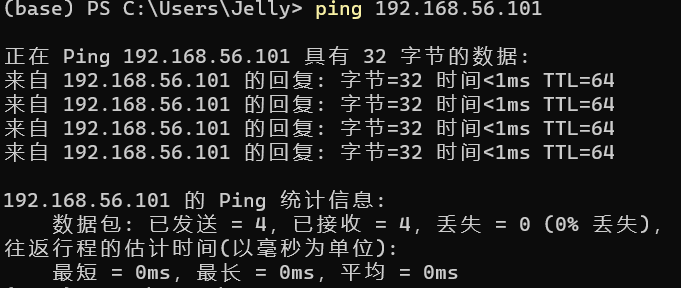 (base) PS C:\Users\Jelly> ping 192.168.56.101
正在 Ping 192.168.56.101 具有 32 字节的数据:
来自 192.168.56.101 的回复: 字节=32 时间<1ms TTL=64
来自 192.168.56.101 的回复: 字节=32 时间<1ms TTL=64
来自 192.168.56.101 的回复: 字节=32 时间<1ms TTL=64
来自 192.168.56.101 的回复: 字节=32 时间<1ms TTL=64
192.168.56.101 的 Ping 统计信息:
数据包: 已发送 = 4，已接收 = 4，丢失 = 0 (0% 丢失)，
往返行程的估计时间(以毫秒为单位):
最短 = 0ms，最长 = 0ms，平均 = 0ms